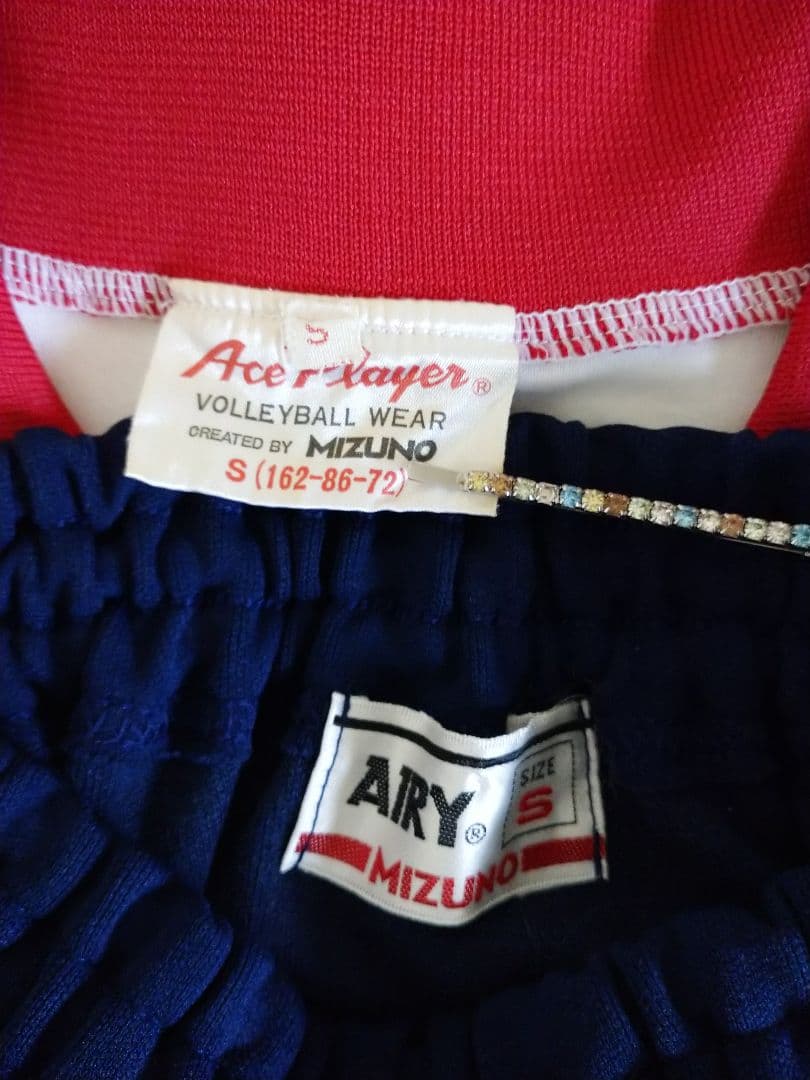 S
Ace Player®
VOLLEYBALL WEAR
CREATED BY MIZUNO
S (162-86-72)
AIRY®
SIZE
S
MIZUNO